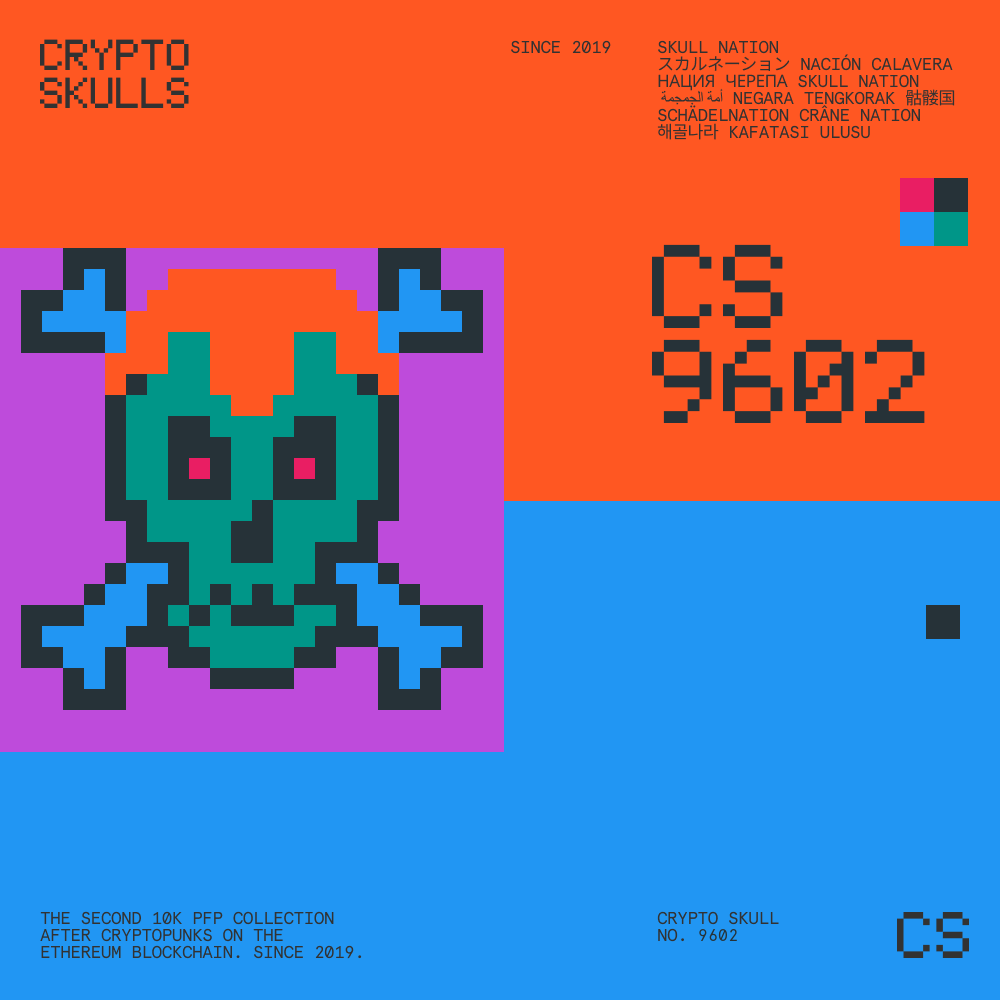 CRYPTO
SKULLS
SINCE 2019
SKULL NATION
スカルネーション NACIÓN CALAVERA
НАЦИЯ ЧЕРЕПА SKULL NATION
أمة الجمجمة NEGARA TENGKORAK 骷髅国
SCHÄDELNATION CRÂNE NATION
해골나라 KAFATASI ULUSU
CS
9602
THE SECOND 10K PFP COLLECTION
AFTER CRYPTOPUNKS ON THE
ETHEREUM BLOCKCHAIN. SINCE 2019.
CRYPTO SKULL
NO. 9602
CS